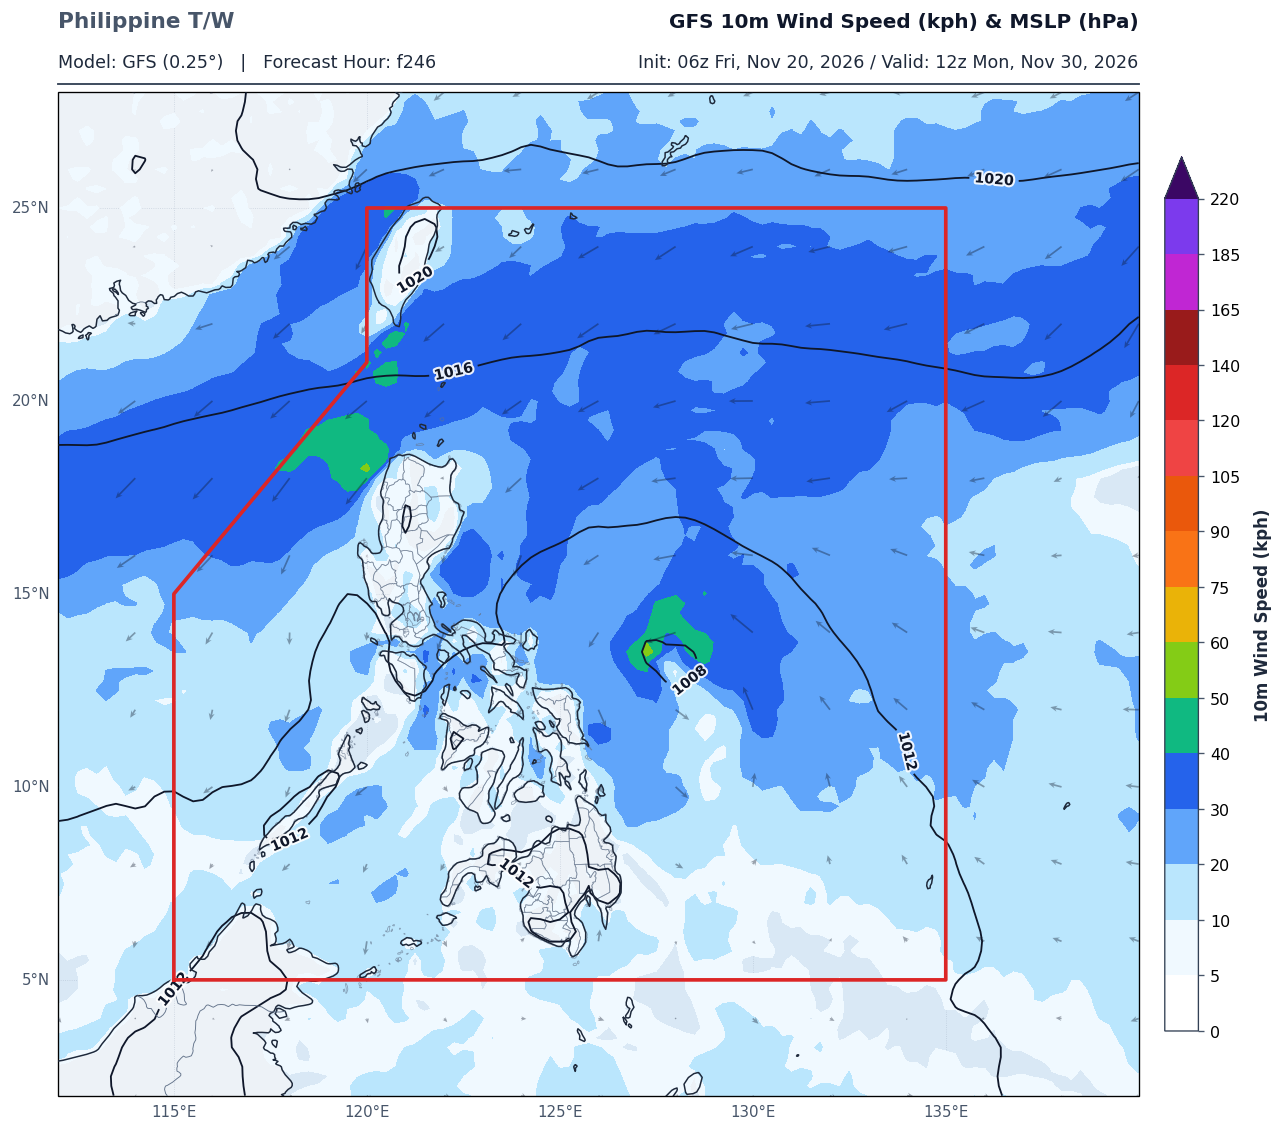 Philippine T/W
GFS 10m Wind Speed (kph) & MSLP (hPa)
Model: GFS (0.25°) | Forecast Hour: f246
Init: 06z Fri, Nov 20, 2026 / Valid: 12z Mon, Nov 30, 2026
25°N
20°N
15°N
10°N
5°N
115°E
120°E
125°E
130°E
135°E
1020
1020
1016
1008
1012
1012
1012
1012
220
185
165
140
120
105
90
75
60
50
40
30
20
10
5
0
10m Wind Speed (kph)